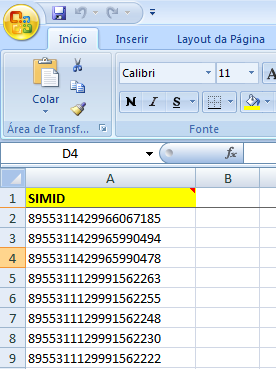 Início Inserir Layout da Página
Colar
Calibri 11 A
N I S
Área de Transf... Fonte
D4 fx
A B
1 SIMID
2 8955311429966067185
3 8955311429965990494
4 8955311429965990478
5 8955311129991562263
6 8955311129991562255
7 8955311129991562248
8 8955311129991562230
9 8955311129991562222